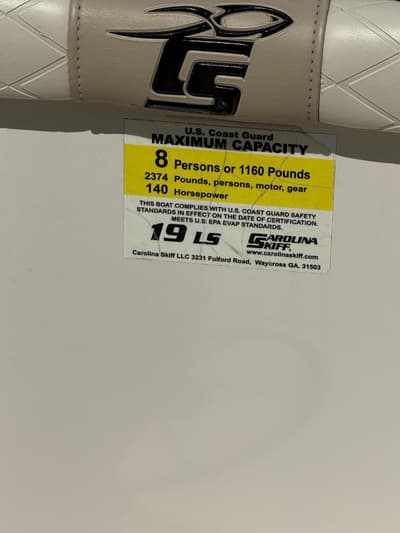 CS
U.S. Coast Guard
MAXIMUM CAPACITY
8 Persons or 1160 Pounds
2374 Pounds, persons, motor, gear
140 Horsepower
THIS BOAT COMPLIES WITH U.S. COAST GUARD SAFETY
STANDARDS IN EFFECT ON THE DATE OF CERTIFICATION.
MEETS U.S. EPA EVAP STANDARDS.
19 LS CAROLINA SKIFF
www.carolinaskiff.com
Carolina Skiff LLC 3231 Fulford Road, Waycross GA. 31503